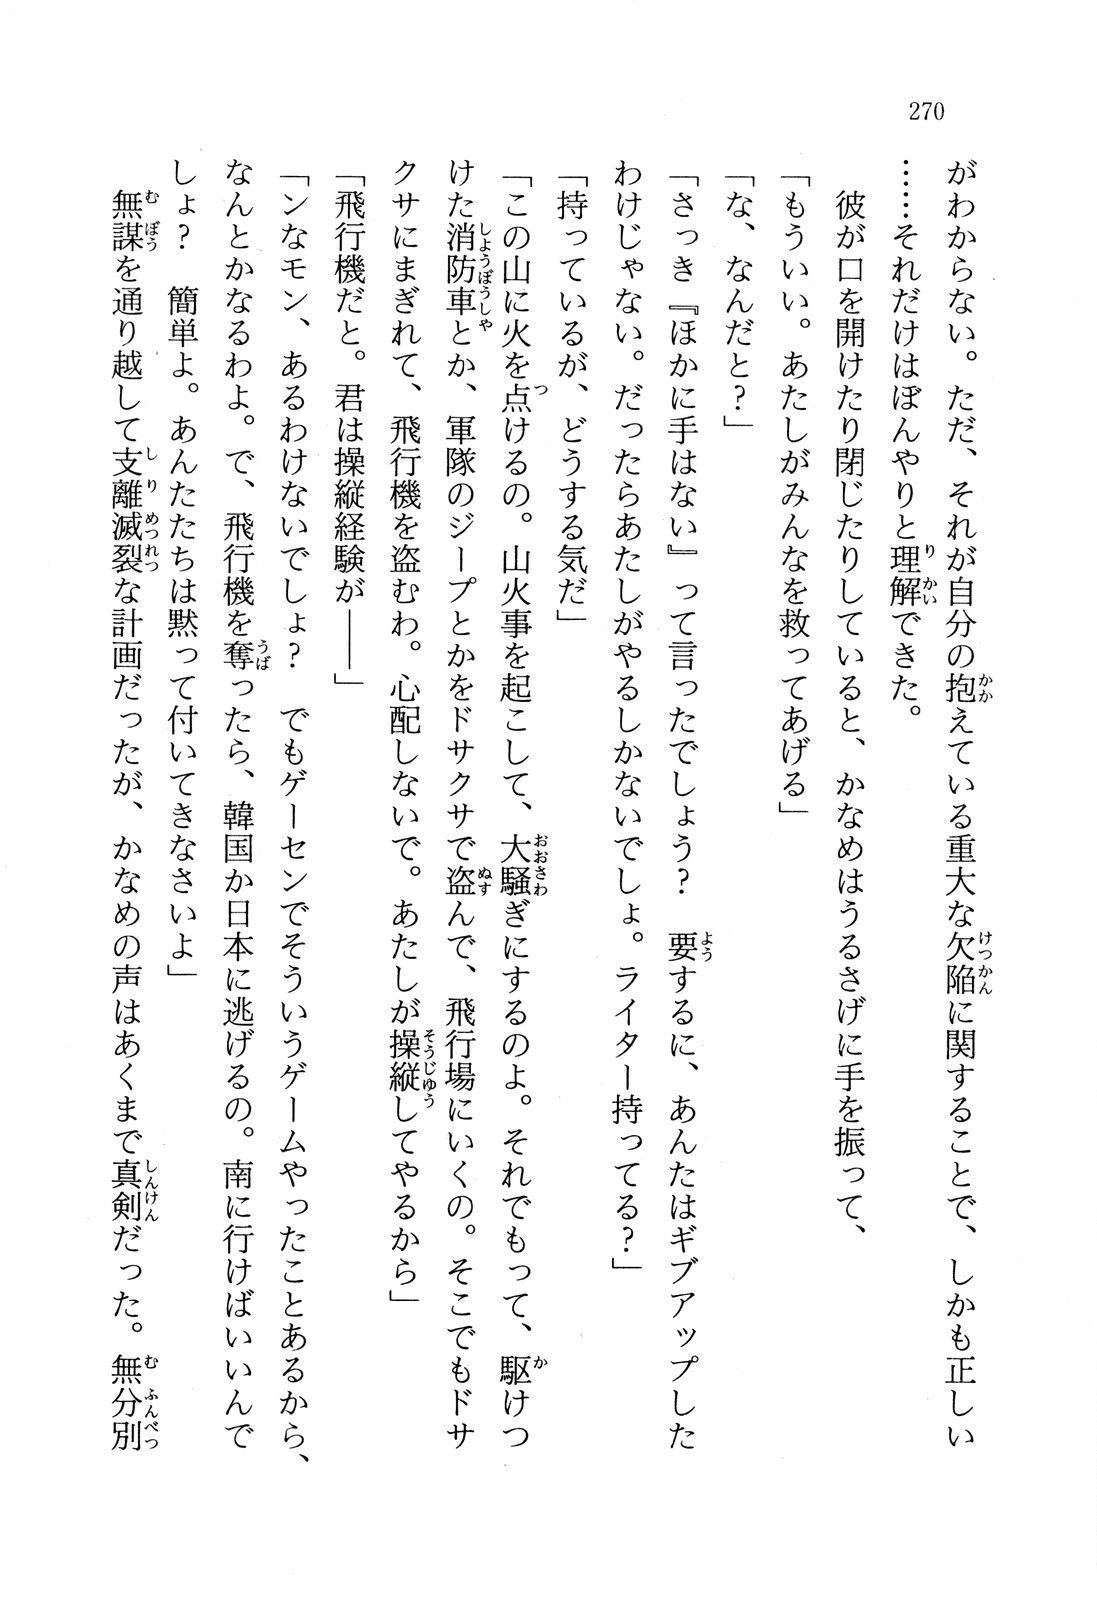 270
がわからない。ただ、それが自分の抱えている重大な欠陥に関することで、しかも正しい
……それだけはぼんやりと理解できた。
　彼が口を開けたり閉じたりしていると、かなめはうるさげに手を振って、
「もういい。あたしがみんなを救ってあげる」
「な、なんだと？」
「さっき『ほかに手はない』って言ったでしょう？　要するに、あんたはギブアップした
わけじゃない。だったらあたしがやるしかないでしょ。ライター持ってる？」
「持っているが、どうする気だ」
「この山に火を点けるの。山火事を起こして、大騒ぎにするのよ。それでもって、駆けつ
けた消防車とか、軍隊のジープとかをドサクサで盗んで、飛行場にいくの。そこでもドサ
クサにまぎれて、飛行機を盗むわ。心配しないで。あたしが操縦してやるから」
「飛行機だと。君は操縦経験が――」
「ンなモン、あるわけないでしょ？　でもゲーセンでそういうゲームやったことあるから、
なんとかなるわよ。で、飛行機を奪ったら、韓国か日本に逃げるの。南に行けばいいんで
しょ？　簡単よ。あんたたちは黙って付いてきなさいよ」
　無謀を通り越して支離滅裂な計画だったが、かなめの声はあくまで真剣だった。無分別